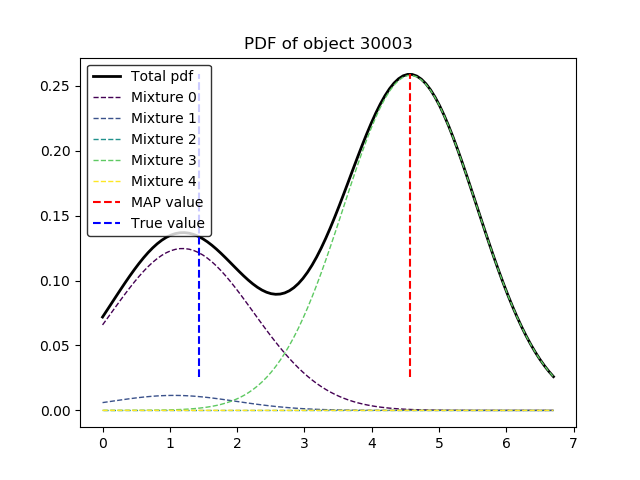 PDF of object 30003
Total pdf
Mixture 0
Mixture 1
Mixture 2
Mixture 3
Mixture 4
MAP value
True value
0.25
0.20
0.15
0.10
0.05
0.00
0 1 2 3 4 5 6 7